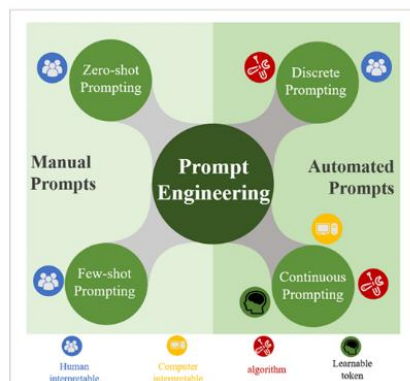 Zero-shot
Prompting
Discrete
Prompting
Manual
Prompts
Prompt
Engineering
Automated
Prompts
Few-shot
Prompting
Continuous
Prompting
Human
interpretable
Computer
interpretable
algorithm
Learnable
token